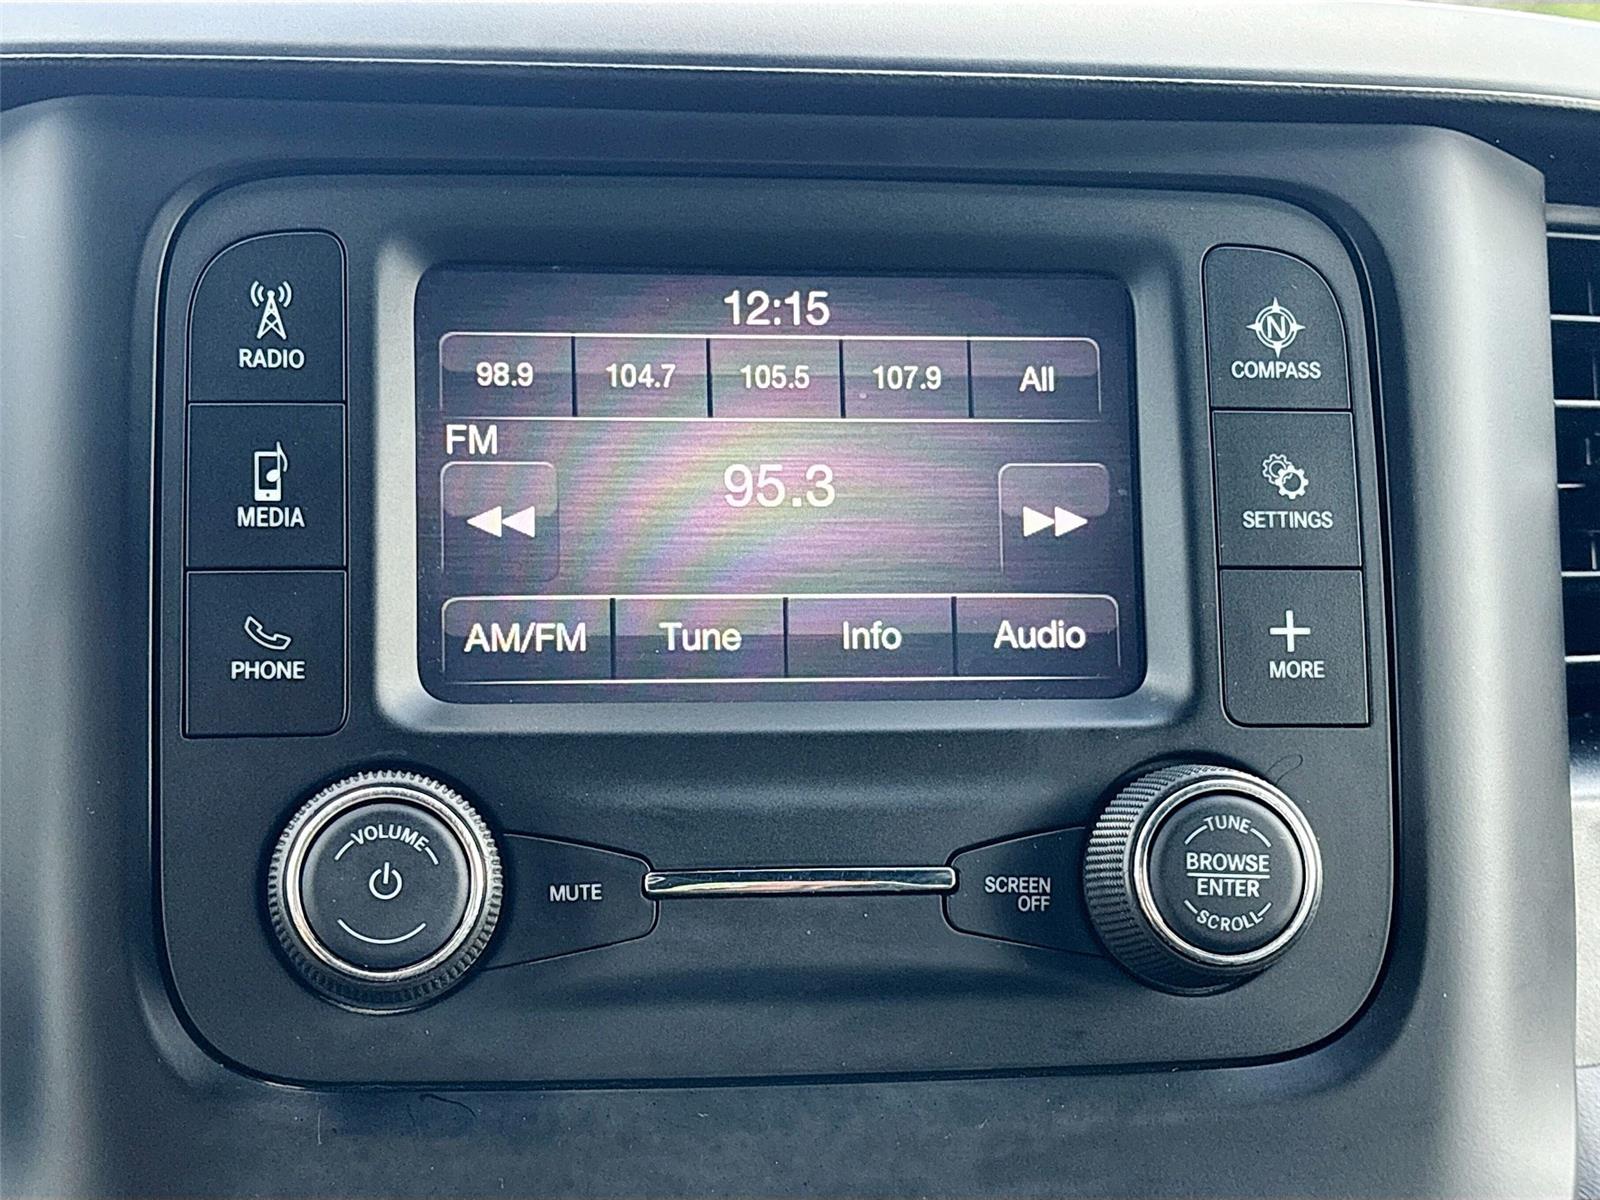 12:15
98.9 104.7 105.5 107.9 All
FM
95.3
AM/FM Tune Info Audio
RADIO
MEDIA
PHONE
N
COMPASS
SETTINGS
MORE
VOLUME
MUTE
SCREEN
OFF
TUNE
BROWSE
ENTER
SCROLL